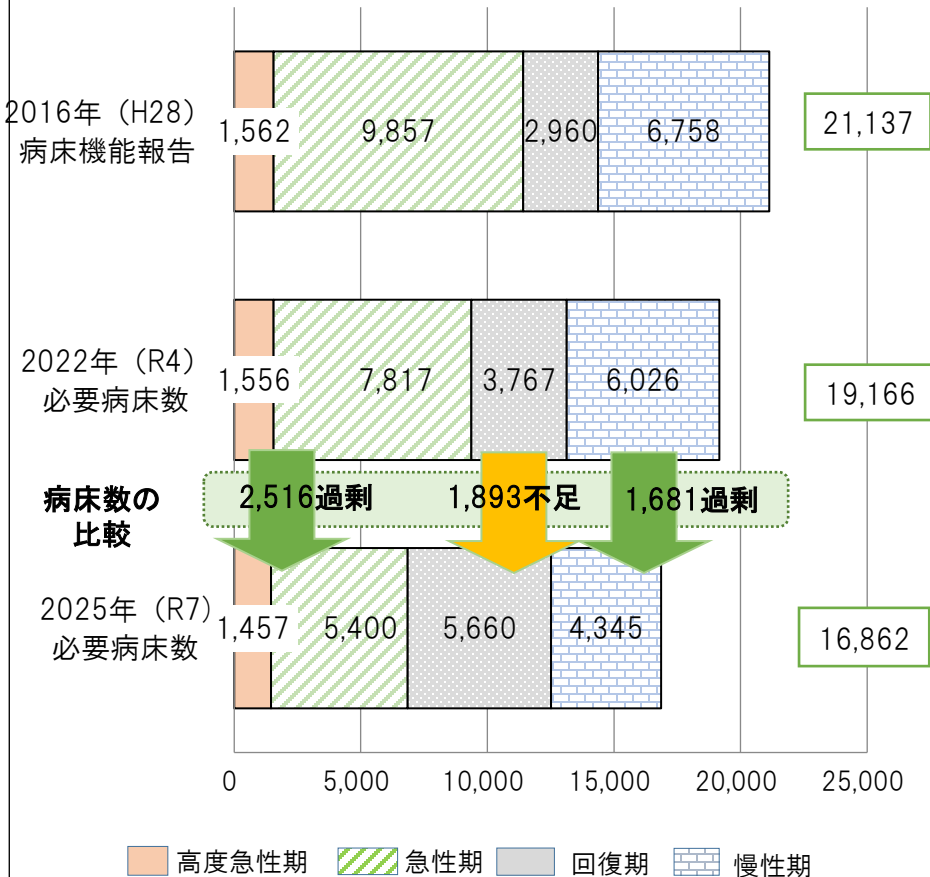 2016年（H28）
病床機能報告
1,562
9,857
2,960
6,758
21,137
2022年（R4）
必要病床数
1,556
7,817
3,767
6,026
19,166
病床数の
比較
2,516過剰
1,893不足
1,681過剰
2025年（R7）
必要病床数
1,457
5,400
5,660
4,345
16,862
0
5,000
10,000
15,000
20,000
25,000
高度急性期
急性期
回復期
慢性期